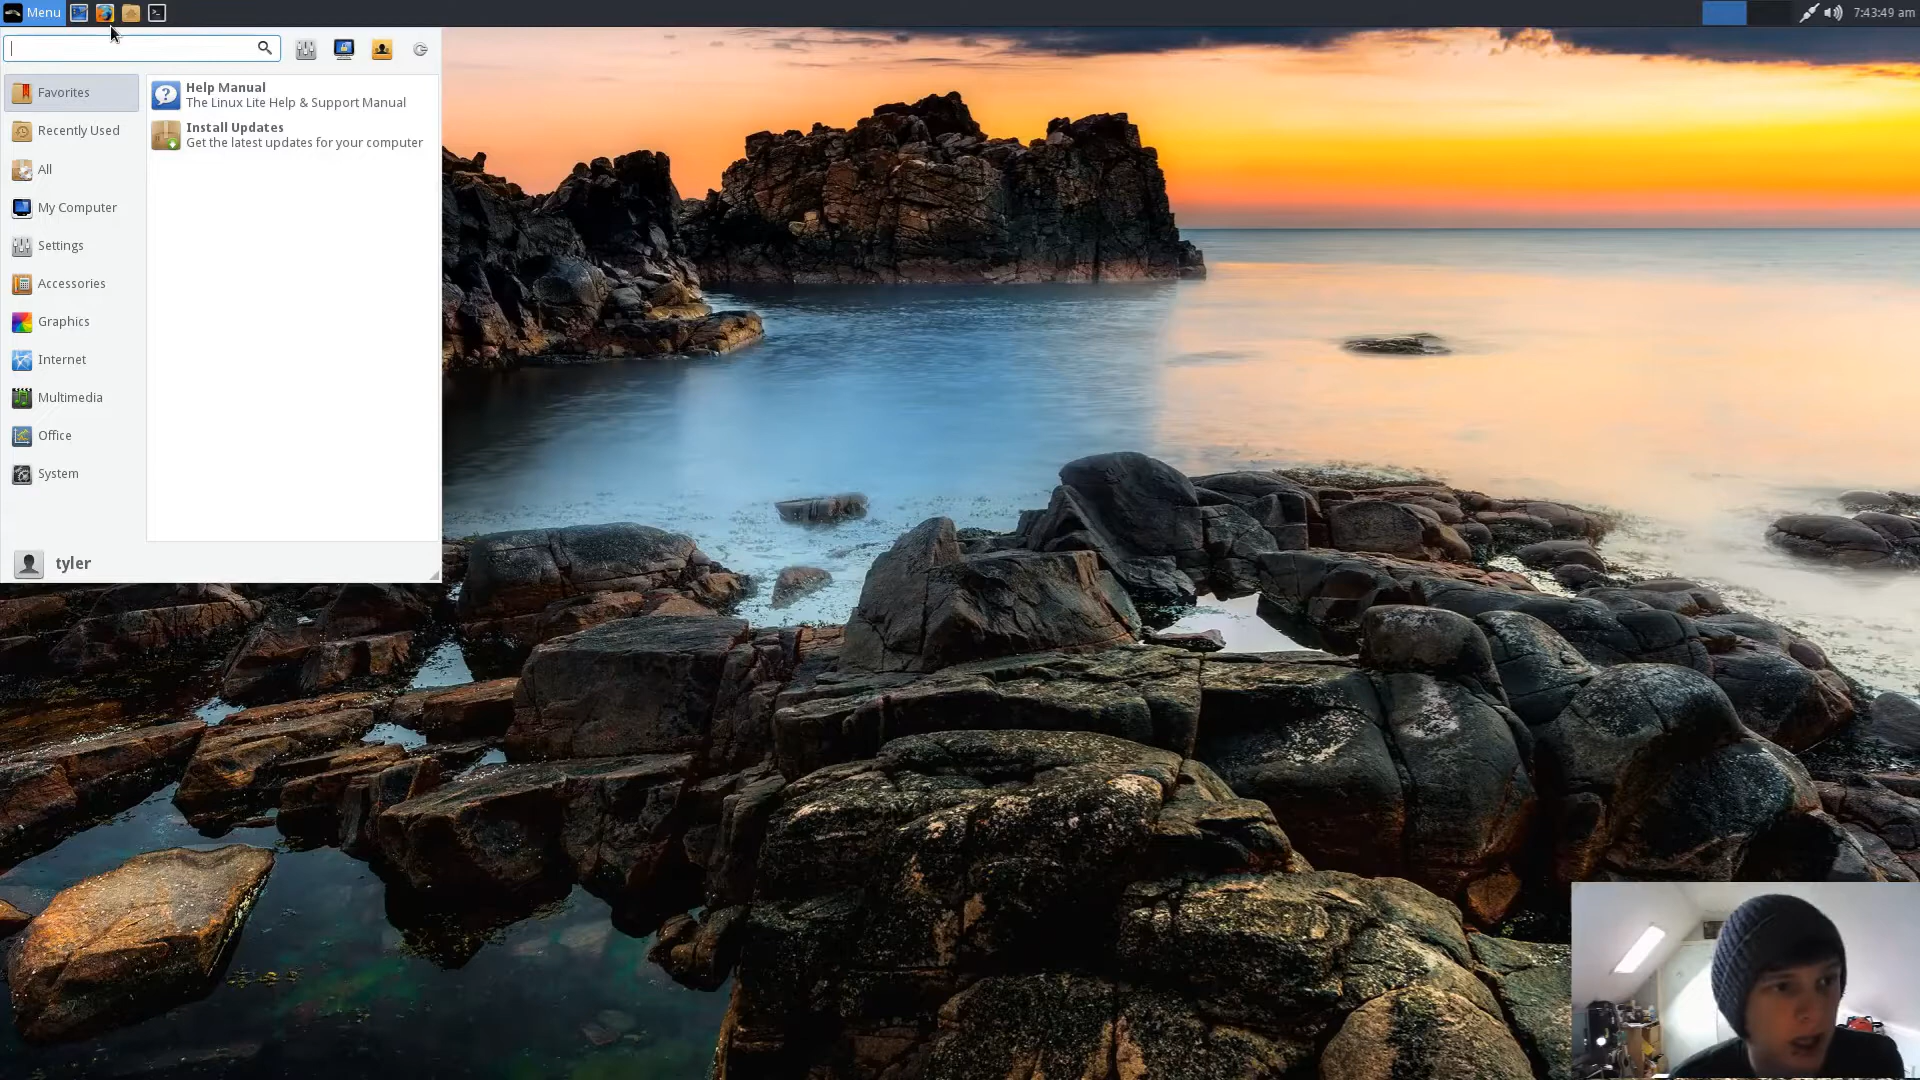 Menu
7:43:49 am
Favorites
Recently Used
All
My Computer
Settings
Accessories
Graphics
Internet
Multimedia
Office
System
Help Manual
The Linux Lite Help & Support Manual
Install Updates
Get the latest updates for your computer
tyler